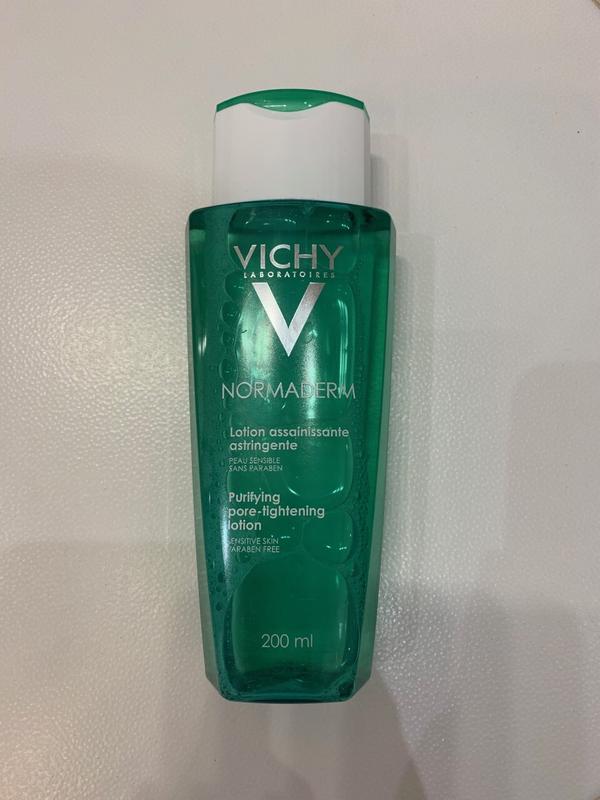 VICHY
LABORATOIRES
V
NORMADERM
Lotion assainissante
astringente
PEAU SENSIBLE
SANS PARABEN
Purifying
pore-tightening
lotion
SENSITIVE SKIN
PARABEN FREE
200 ml